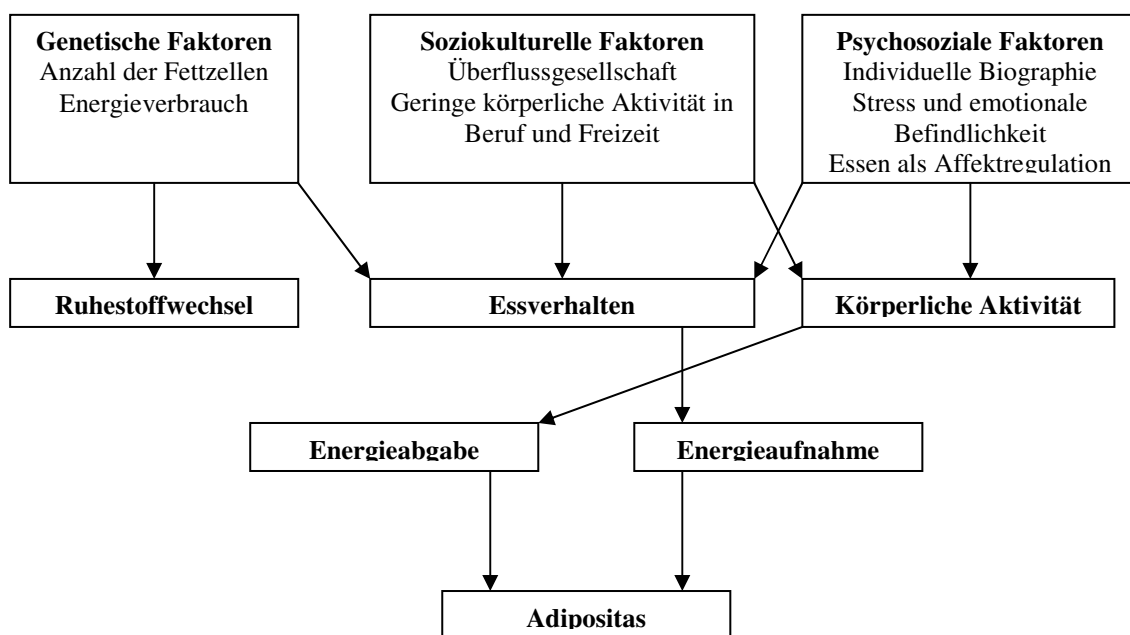 Genetische Faktoren
Anzahl der Fettzellen
Energieverbrauch
Soziokulturelle Faktoren
Überflussgesellschaft
Geringe körperliche Aktivität in
Beruf und Freizeit
Psychosoziale Faktoren
Individuelle Biographie
Stress und emotionale
Befindlichkeit
Essen als Affektregulation
Ruhestoffwechsel
Essverhalten
Körperliche Aktivität
Energieabgabe
Energieaufnahme
Adipositas